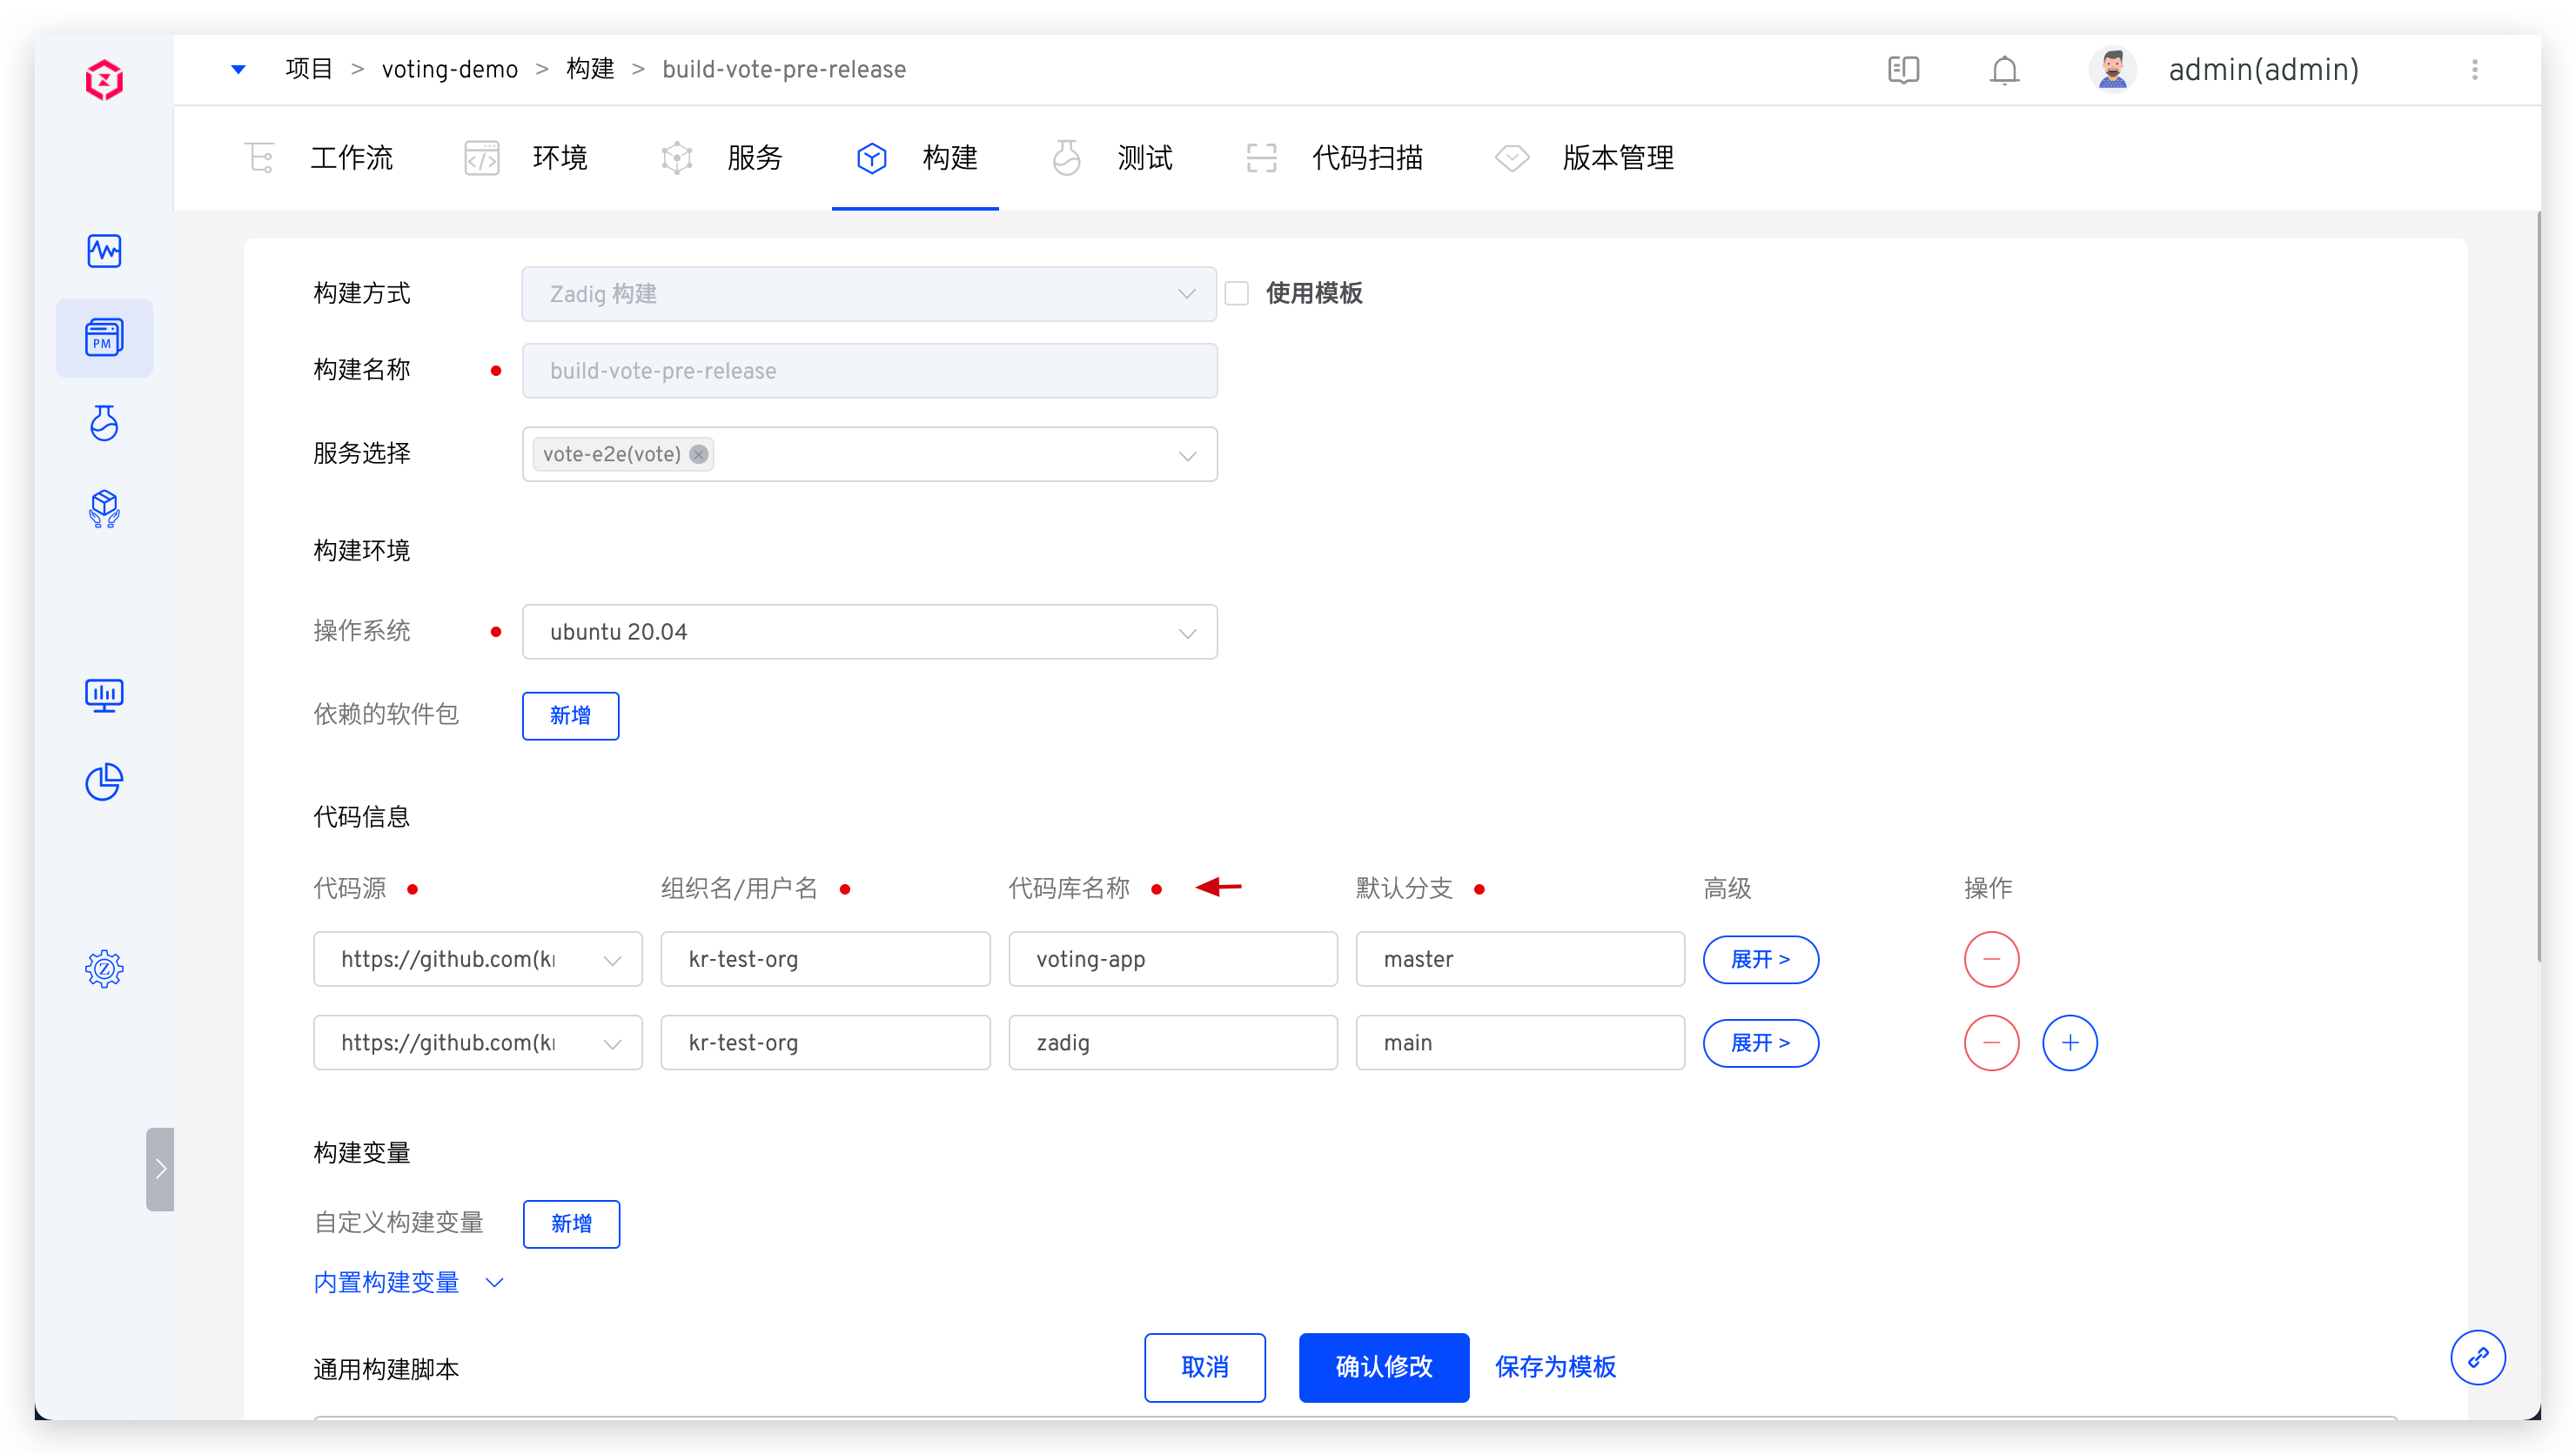 项目 > voting-demo > 构建 > build-vote-pre-release
admin(admin)
工作流 环境 服务 构建 测试 代码扫描 版本管理
PM
构建方式 Zadig 构建 使用模板
构建名称 build-vote-pre-release
服务选择 vote-e2e(vote)
构建环境
操作系统 ubuntu 20.04
依赖的软件包 新增
代码信息
代码源 组织名/用户名 代码库名称 默认分支 高级 操作
https://github.com(kr kr-test-org voting-app master 展开 >
https://github.com(kr kr-test-org zadig main 展开 >
构建变量
自定义构建变量 新增
内置构建变量
通用构建脚本
取消 确认修改 保存为模板